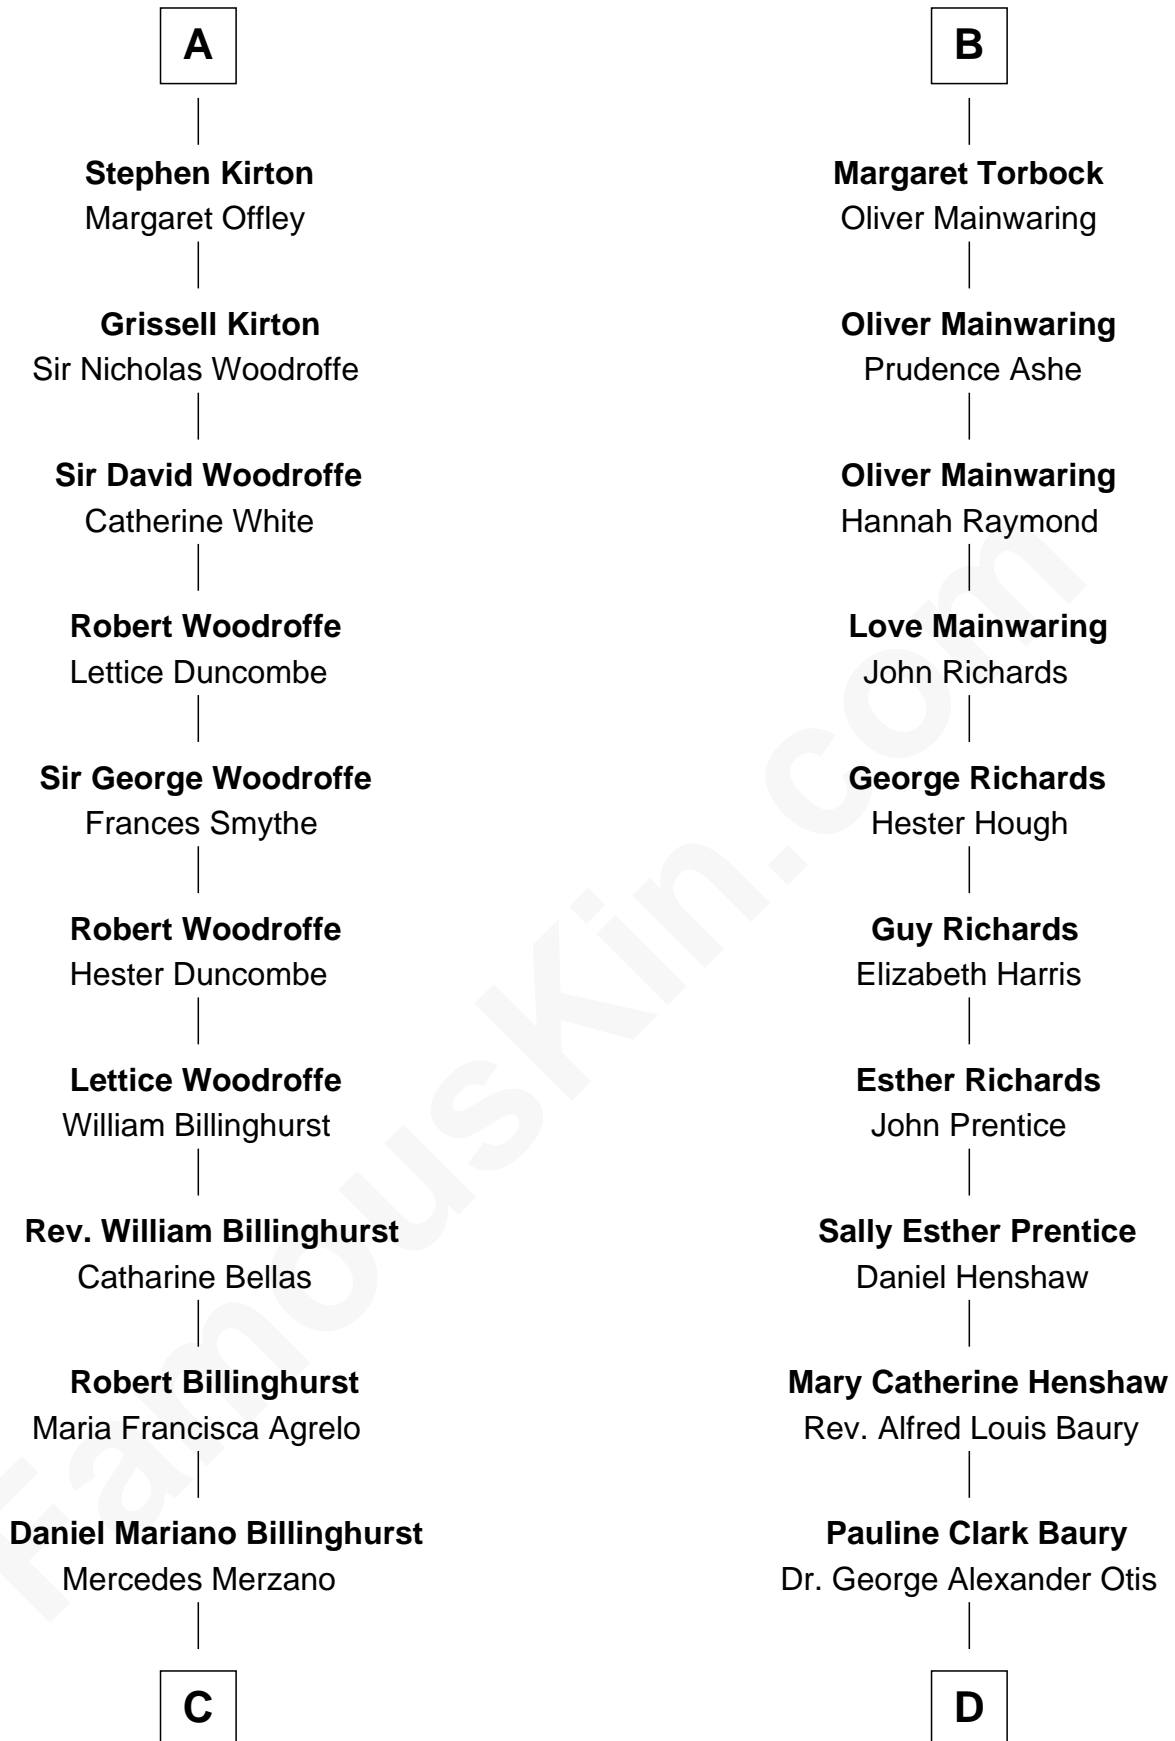 A
Stephen Kirton
Margaret Offley
Grissell Kirton
Sir Nicholas Woodroffe
Sir David Woodroffe
Catherine White
Robert Woodroffe
Lettice Duncombe
Sir George Woodroffe
Frances Smythe
Robert Woodroffe
Hester Duncombe
Lettice Woodroffe
William Billinghurst
Rev. William Billinghurst
Catharine Bellas
Robert Billinghurst
Maria Francisca Agrelo
Daniel Mariano Billinghurst
Mercedes Merzano
C
B
Margaret Torbock
Oliver Mainwaring
Oliver Mainwaring
Prudence Ashe
Oliver Mainwaring
Hannah Raymond
Love Mainwaring
John Richards
George Richards
Hester Hough
Guy Richards
Elizabeth Harris
Esther Richards
John Prentice
Sally Esther Prentice
Daniel Henshaw
Mary Catherine Henshaw
Rev. Alfred Louis Baury
Pauline Clark Baury
Dr. George Alexander Otis
D
FamousKin.com